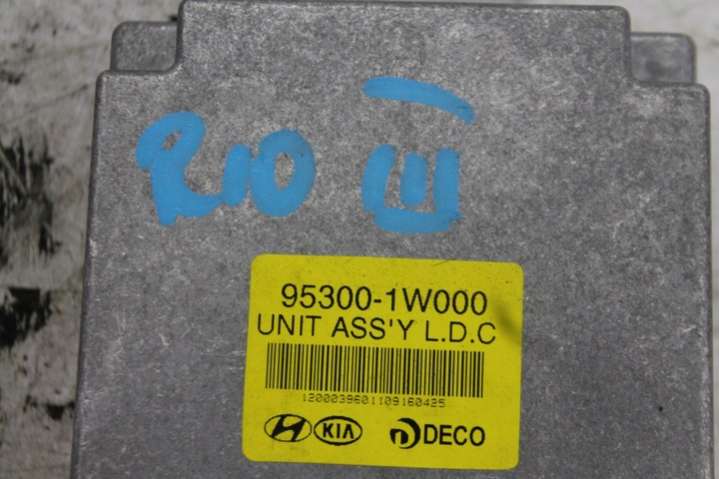 RIO III
95300-1W000
UNIT ASS'Y L.D.C
1200039601109160425
KIA DECO